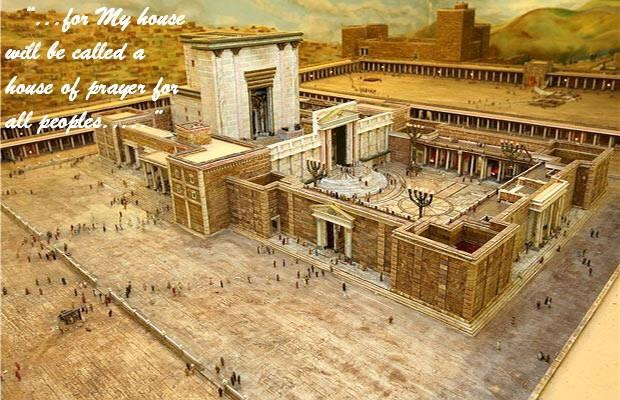 "...for My house
will be called a
house of prayer for
all peoples. "